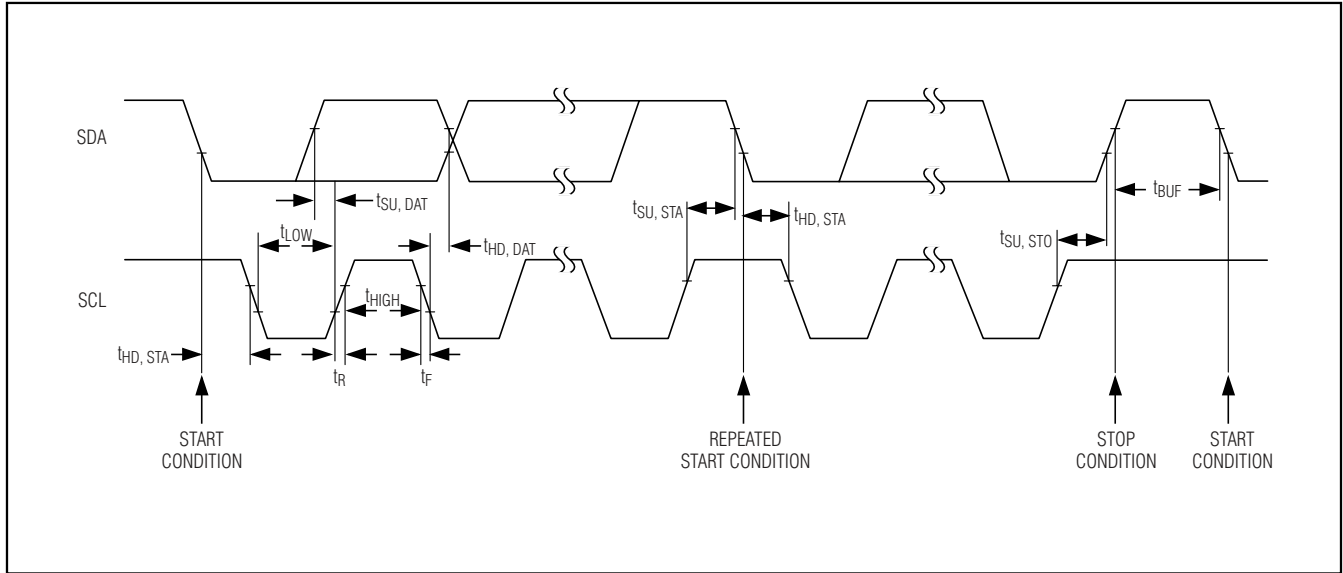 SDA
tSU, DAT
tLOW
tHD, DAT
tSU, STA
tHD, STA
tBUF
tSU, STO
SCL
tHIGH
tHD, STA
tR
tF
START
CONDITION
REPEATED
START CONDITION
STOP
CONDITION
START
CONDITION